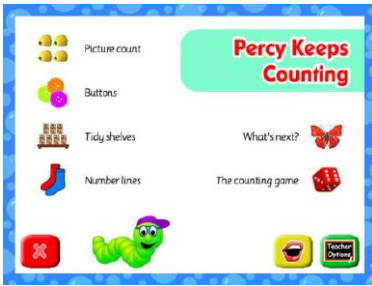 Percy Keeps
Counting
Picture count
Buttons
Tidy shelves
What's next?
Number lines
The counting game
Teacher
Options